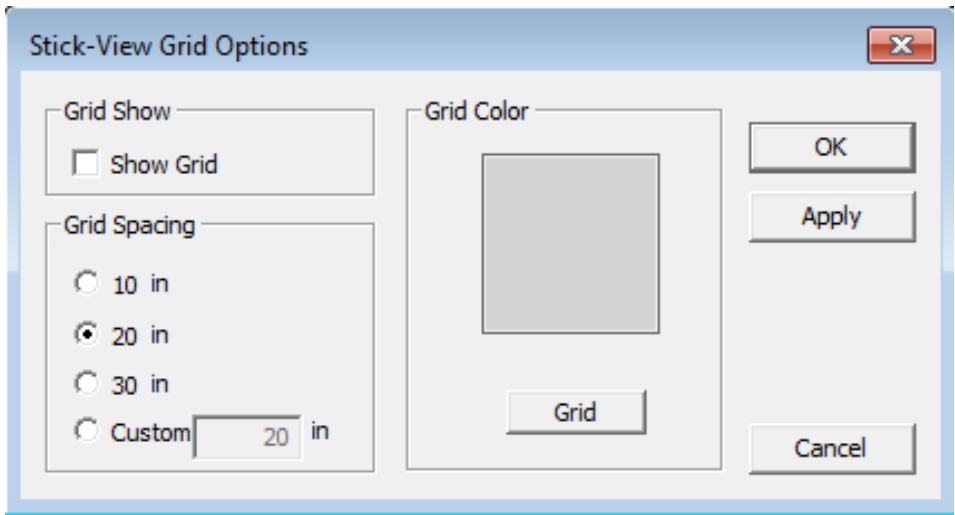 Stick-View Grid Options
Grid Show
Show Grid
Grid Spacing
10 in
20 in
30 in
Custom 20 in
Grid Color
Grid
OK
Apply
Cancel